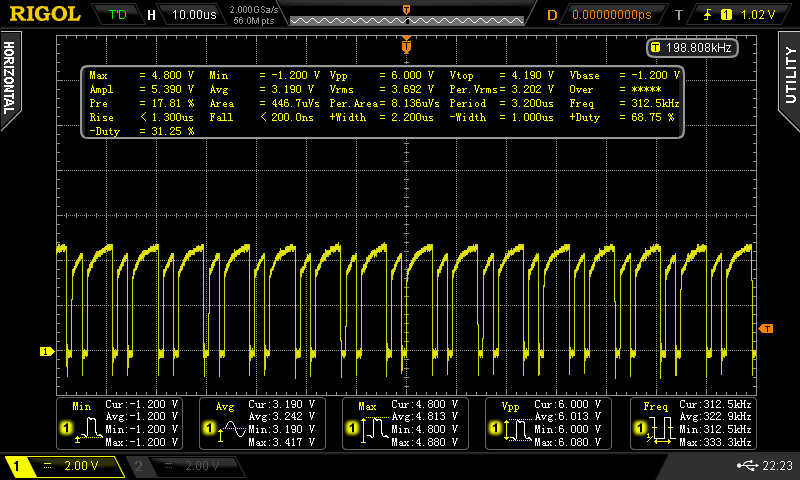 RIGOL T'D H 10.00us 2.000GSa/s 56.0M pts D 0.00000000ps T 1 1.02 V
HORIZONTAL
UTILITY
T
T 198.808kHz
Max = 4.800 V Min = -1.200 V Vpp = 6.000 V Vtop = 4.190 V Vbase = -1.200 V
Ampl = 5.390 V Avg = 3.190 V Vrms = 3.692 V Per.Vrms= 3.202 V Over = *****
Pre = 17.81 % Area = 446.7uVs Per.Area= 8.136uVs Period = 3.200us Freq = 312.5kHz
Rise < 1.300us Fall < 200.0ns +Width = 2.200us -Width = 1.000us +Duty = 68.75 %
-Duty = 31.25 %
T
1
1 Min Cur:-1.200 V
Avg:-1.200 V
Min:-1.200 V
Max:-1.200 V
1 Avg Cur:3.190 V
Avg:3.242 V
Min:3.190 V
Max:3.417 V
1 Max Cur:4.800 V
Avg:4.813 V
Min:4.800 V
Max:4.880 V
1 Vpp Cur:6.000 V
Avg:6.013 V
Min:6.000 V
Max:6.080 V
1 Freq Cur:312.5kHz
Avg:322.9kHz
Min:312.5kHz
Max:333.3kHz
1 2.00 V 2 2.00 V 22:23